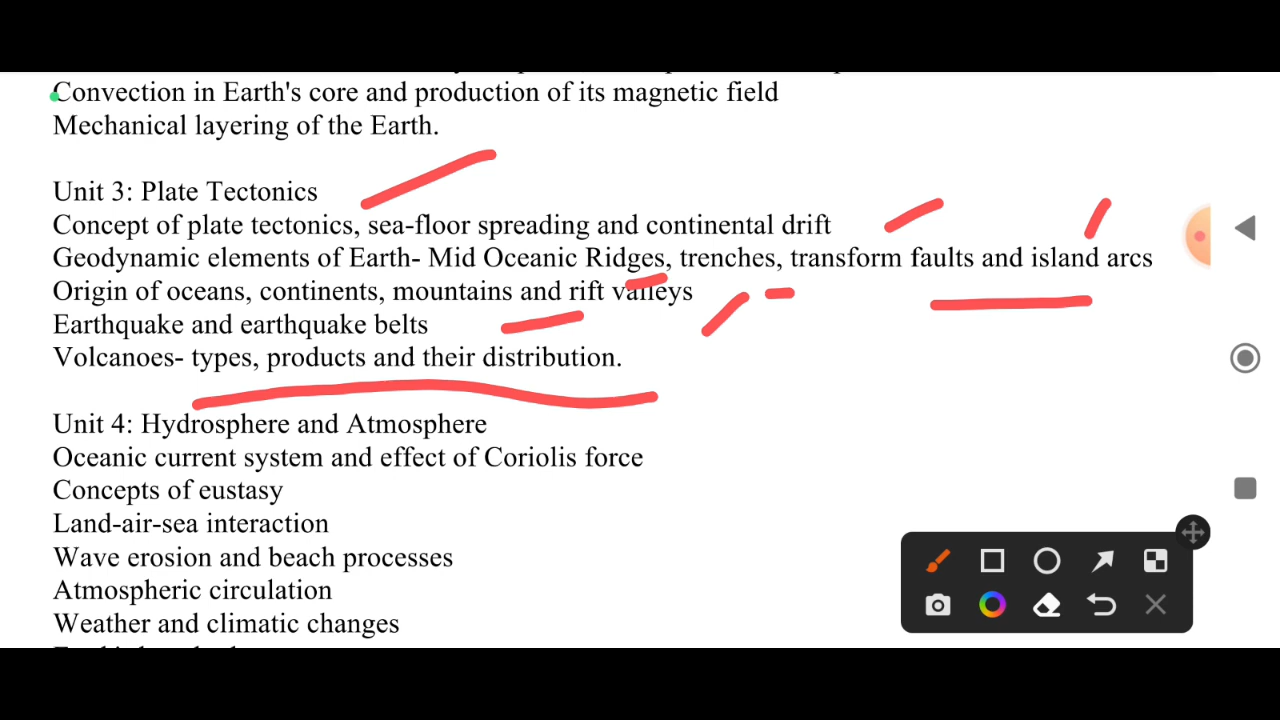 Convection in Earth's core and production of its magnetic field
Mechanical layering of the Earth.
Unit 3: Plate Tectonics
Concept of plate tectonics, sea-floor spreading and continental drift
Geodynamic elements of Earth- Mid Oceanic Ridges, trenches, transform faults and island arcs
Origin of oceans, continents, mountains and rift valleys
Earthquake and earthquake belts
Volcanoes- types, products and their distribution.
Unit 4: Hydrosphere and Atmosphere
Oceanic current system and effect of Coriolis force
Concepts of eustasy
Land-air-sea interaction
Wave erosion and beach processes
Atmospheric circulation
Weather and climatic changes